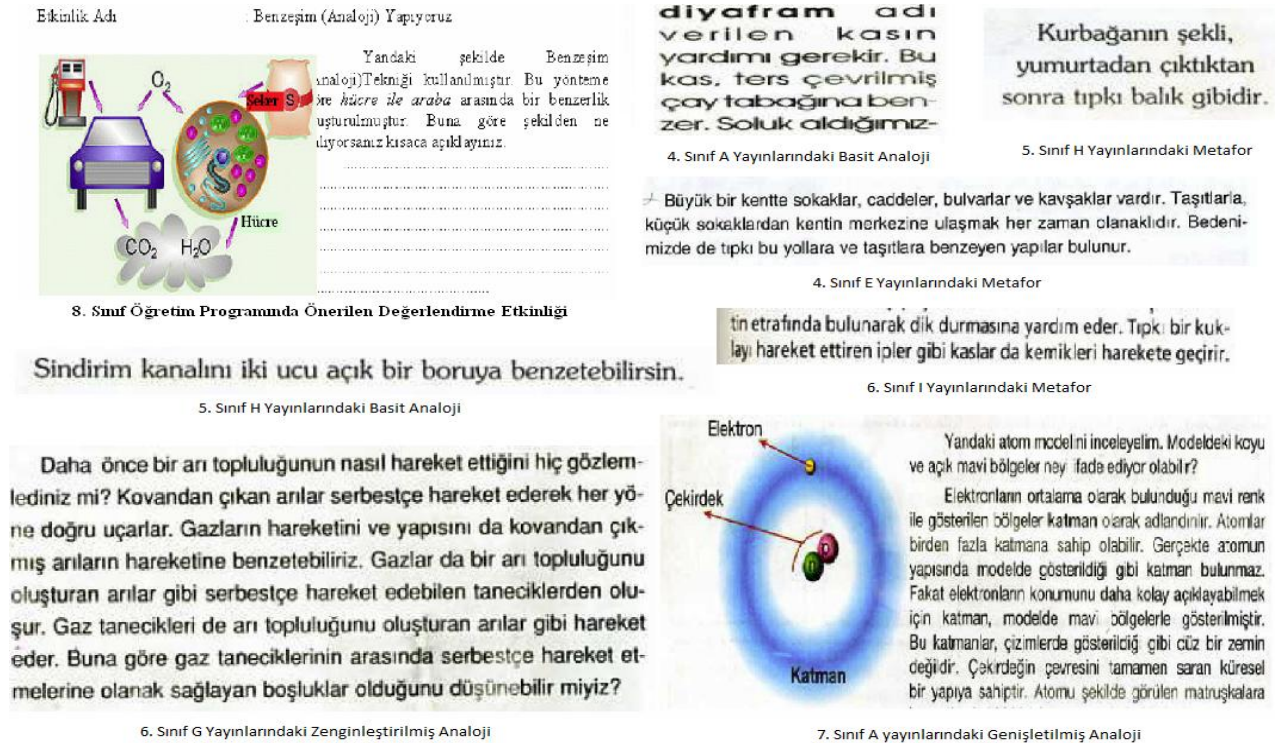 Etkinlik Adı : Benzeşim (Analoji) Yapıyoruz
O2
Şeker S
Hücre
CO2 H2O
Yandaki şekilde Benzeşim
(Analoji)Tekniği kullanılmıştır. Bu yönteme
göre hücre ile araba arasında bir benzerlik
oluşturulmuştur. Buna göre şekilden ne
anlıyorsanız kısaca açıklayınız.
8. Sınıf Öğretim Programında Önerilen Değerlendirme Etkinliği
diyafram adı
verilen kasın
yardımı gerekir. Bu
kas, ters çevrilmiş
çay tabağına ben-
zer. Soluk aldığımız-
4. Sınıf A Yayınlarındaki Basit Analoji
Kurbağanın şekli,
yumurtadan çıktıktan
sonra tıpkı balık gibidir.
5. Sınıf H Yayınlarındaki Metafor
Büyük bir kentte sokaklar, caddeler, bulvarlar ve kavşaklar vardır. Taşıtlarla,
küçük sokaklardan kentin merkezine ulaşmak her zaman olanaklıdır. Bedeni-
mizde de tıpkı bu yollara ve taşıtlara benzeyen yapılar bulunur.
4. Sınıf E Yayınlarındaki Metafor
tin etrafında bulunarak dik durmasına yardım eder. Tıpkı bir kuk-
layı hareket ettiren ipler gibi kaslar da kemikleri harekete geçirir.
6. Sınıf I Yayınlarındaki Metafor
Sindirim kanalını iki ucu açık bir boruya benzetebilirsin.
5. Sınıf H Yayınlarındaki Basit Analoji
Daha önce bir arı topluluğunun nasıl hareket ettiğini hiç gözlem-
lediniz mi? Kovandan çıkan arılar serbestçe hareket ederek her yö-
ne doğru uçarlar. Gazların hareketini ve yapısını da kovandan çık-
mış arıların hareketine benzetebiliriz. Gazlar da bir arı topluluğunu
oluşturan arılar gibi serbestçe hareket edebilen taneciklerden olu-
şur. Gaz tanecikleri de arı topluluğunu oluşturan arılar gibi hareket
eder. Buna göre gaz taneciklerinin arasında serbestçe hareket et-
melerine olanak sağlayan boşluklar olduğunu düşünebilir miyiz?
6. Sınıf G Yayınlarındaki Zenginleştirilmiş Analoji
Elektron
Çekirdek
Katman
Yandaki atom modelini inceleyelim. Modeldeki koyu
ve açık mavi bölgeler neyi ifade ediyor olabilir?
Elektronların ortalama olarak bulunduğu mavi renk
ile gösterilen bölgeler katman olarak adlandırılır. Atomlar
birden fazla katmana sahip olabilir. Gerçekte atomun
yapısında modelde gösterildiği gibi katman bulunmaz.
Fakat elektronların konumunu daha kolay açıklayabilmek
için katman, modelde mavi bölgelerle gösterilmiştir.
Bu katmanlar, çizimlerde gösterildiği gibi düz bir zemin
değildir. Çekirdeğin çevresini tamamen saran küresel
bir yapıya sahiptir. Atomu şekilde görülen matruşkalara
7. Sınıf A yayınlarındaki Genişletilmiş Analoji